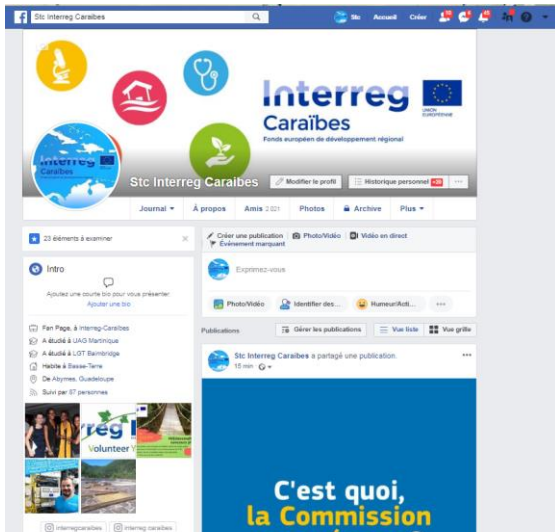 Stc Interreg Caraibes
Stc Accueil Créer
Interreg
Caraïbes
UNION EUROPÉENNE
Fonds européen de développement régional
Interreg
Caraïbes
Stc Interreg Caraibes
Modifier le profil
Historique personnel
Journal
À propos
Amis 2 821
Photos
Archive
Plus
23 éléments à examiner
Créer une publication
Photo/Vidéo
Vidéo en direct
Événement marquant
Exprimez-vous
Photo/Vidéo
Identifier des...
Humeur/Acti...
Intro
Ajoutez une courte bio pour vous présenter.
Ajouter une bio
Fan Page, à Interreg-Caraibes
A étudié à UAG Martinique
A étudié à LGT Baimbridge
Habite à Basse-Terre
De Abymes, Guadeloupe
Suivi par 57 personnes
Volunteer
interregcaraibes
interreg caraibes
Publications
Gérer les publications
Vue liste
Vue grille
Stc Interreg Caraibes a partagé une publication.
15 min
C'est quoi,
la Commission